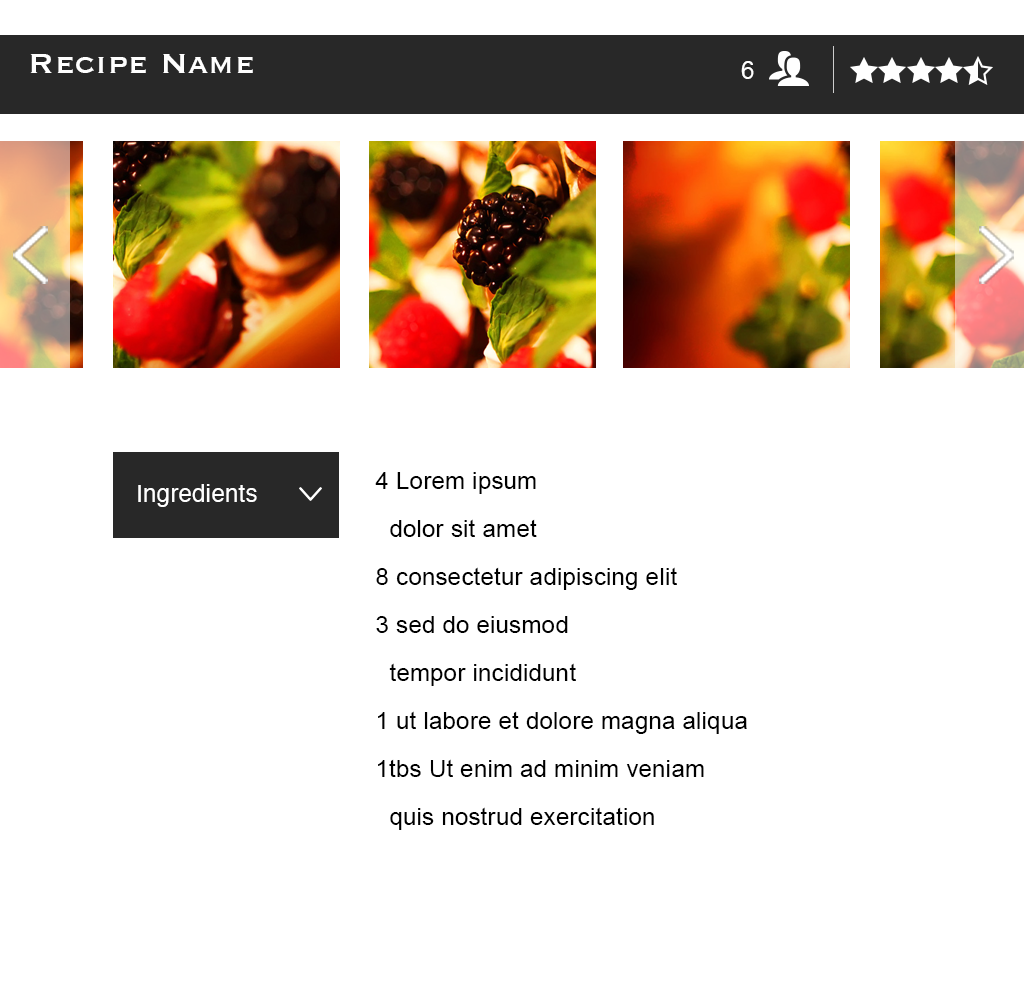 Recipe Name
6
Ingredients
4 Lorem ipsum
dolor sit amet
8 consectetur adipiscing elit
3 sed do eiusmod
tempor incididunt
1 ut labore et dolore magna aliqua
1tbs Ut enim ad minim veniam
quis nostrud exercitation